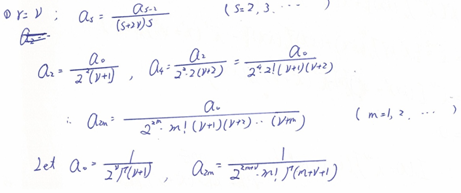 ① r=ν ; a_s = a_{s-2} / (s+2ν)s (s=2, 3. ⋯)
a_2 = a_0 / 2^2(ν+1) , a_4 = a_2 / 2^2·2(ν+2) = a_0 / 2^2·2!(ν+1)(ν+2)
∴ a_{2m} = a_0 / 2^{2m}·m!(ν+1)(ν+2)⋯(ν+m) (m=1, 2. ⋯)
Let a_0 = 1 / 2^ν Γ(ν+1) , a_{2m} = 1 / 2^{2m+ν}·m! Γ(m+ν+1)